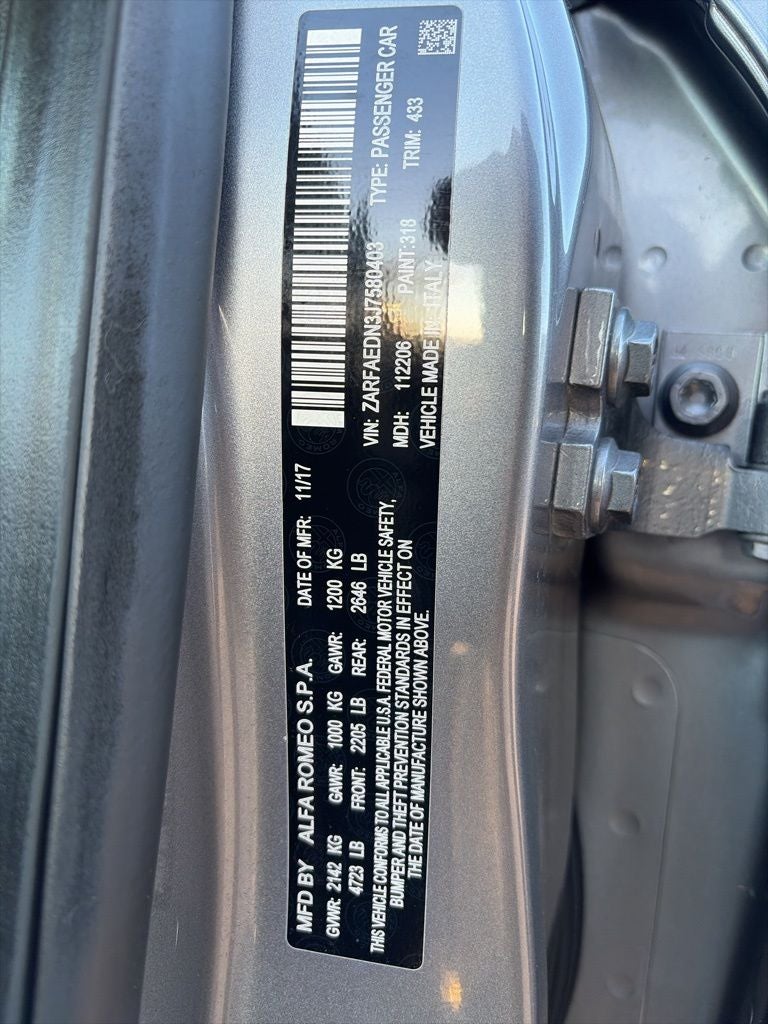 MFD BY ALFA ROMEO S.P.A. DATE OF MFR: 11/17
GVWR: 2142 KG GAWR: 1000 KG GAWR: 1200 KG
4723 LB FRONT: 2205 LB REAR: 2646 LB
THIS VEHICLE CONFORMS TO ALL APPLICABLE U.S.A. FEDERAL MOTOR VEHICLE SAFETY,
BUMPER AND THEFT PREVENTION STANDARDS IN EFFECT ON
THE DATE OF MANUFACTURE SHOWN ABOVE.
VIN: ZARFAEDN3J7580403 TYPE: PASSENGER CAR
MDH: 112206 PAINT:318 TRIM: 433
VEHICLE MADE IN: ITALY